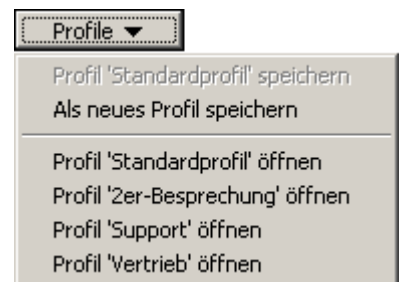 Profile
Profil 'Standardprofil' speichern
Als neues Profil speichern
Profil 'Standardprofil' öffnen
Profil '2er-Besprechung' öffnen
Profil 'Support' öffnen
Profil 'Vertrieb' öffnen